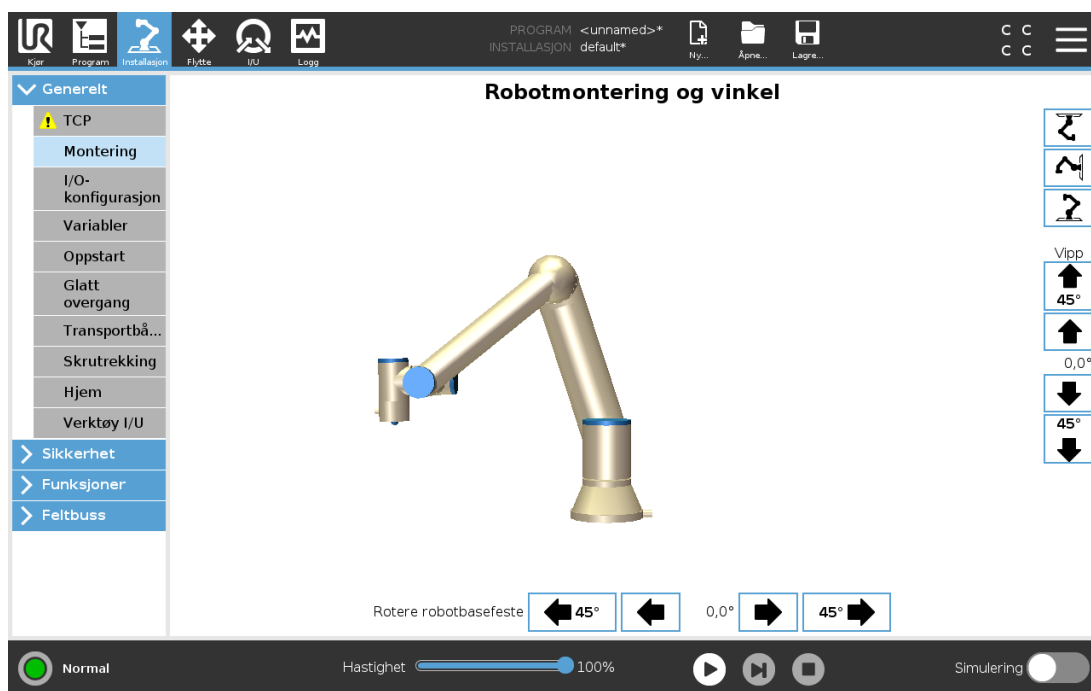 PROGRAM <unnamed>*
INSTALLASJON default*
C C
C C
Kjør Program Installasjon Flytte I/U Logg Ny... Åpne... Lagre...
Generelt
TCP
Montering
I/O-
konfigurasjon
Variabler
Oppstart
Glatt
overgang
Transportbå...
Skrutrekking
Hjem
Verktøy I/U
Sikkerhet
Funksjoner
Feltbuss
Robotmontering og vinkel
Vipp
45°
0,0°
45°
Rotere robotbasefeste 45° 0,0° 45°
Normal Hastighet 100% Simulering